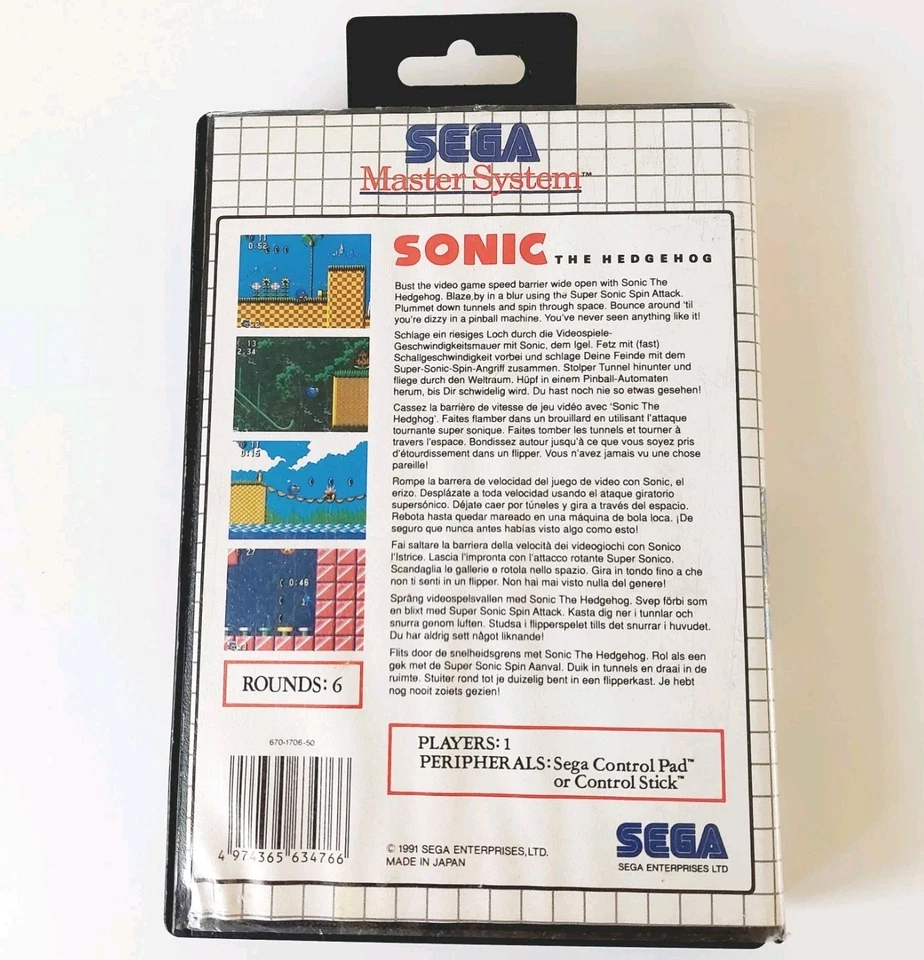 SEGA
Master System™
SONIC THE HEDGEHOG
Bust the video game speed barrier wide open with Sonic The
Hedgehog. Blaze by in a blur using the Super Sonic Spin Attack.
Plummet down tunnels and spin through space. Bounce around 'til
you're dizzy in a pinball machine. You've never seen anything like it!
Schlage ein riesiges Loch durch die Videospiele-
Geschwindigkeitsmauer mit Sonic, dem Igel. Fetz mit (fast)
Schallgeschwindigkeit vorbei und schlage Deine Feinde mit dem
Super-Sonic-Spin-Angriff zusammen. Stolper Tunnel hinunter und
fliege durch den Weltraum. Hüpf in einem Pinball-Automaten
herum, bis Dir schwidelig wird. Du hast noch nie so etwas gesehen!
Cassez la barrière de vitesse de jeu vidéo avec 'Sonic The
Hedghog'. Faites flamber dans un brouillard en utilisant l'attaque
tournante super sonique. Faites tomber les tunnels et tourner à
travers l'espace. Bondissez autour jusqu'à ce que vous soyez pris
d'étourdissement dans un flipper. Vous n'avez jamais vu une chose
pareille!
Rompe la barrera de velocidad del juego de video con Sonic, el
erizo. Desplázate a toda velocidad usando el ataque giratorio
supersónico. Déjate caer por túneles y gira a través del espacio.
Rebota hasta quedar mareado en una máquina de bola loca. ¡De
seguro que nunca antes habías visto algo como esto!
Fai saltare la barriera della velocità dei videogiochi con Sonico
l'Istrice. Lascia l'impronta con l'attacco rotante Super Sonico.
Scandaglia le gallerie e rotola nello spazio. Gira in tondo fino a che
non ti senti in un flipper. Non hai mai visto nulla del genere!
Spräng videospelsvallen med Sonic The Hedgehog. Svep förbi som
en blixt med Super Sonic Spin Attack. Kasta dig ner i tunnlar och
snurra genom luften. Studsa i flipperspelet tills det snurrar i huvudet.
Du har aldrig sett något liknande!
Flits door de snelheidsgrens met Sonic The Hedgehog. Rol als een
gek met de Super Sonic Spin Aanval. Duik in tunnels en draai in de
ruimte. Stuiter rond tot je duizelig bent in een flipperkast. Je hebt
nog nooit zoiets gezien!
11
0:52
13
2:34
11
0:15
27
0:46
ROUNDS: 6
670-1706-50
4 974365 634766
PLAYERS: 1
PERIPHERALS: Sega Control Pad™
or Control Stick™
© 1991 SEGA ENTERPRISES, LTD.
MADE IN JAPAN
SEGA
SEGA ENTERPRISES LTD